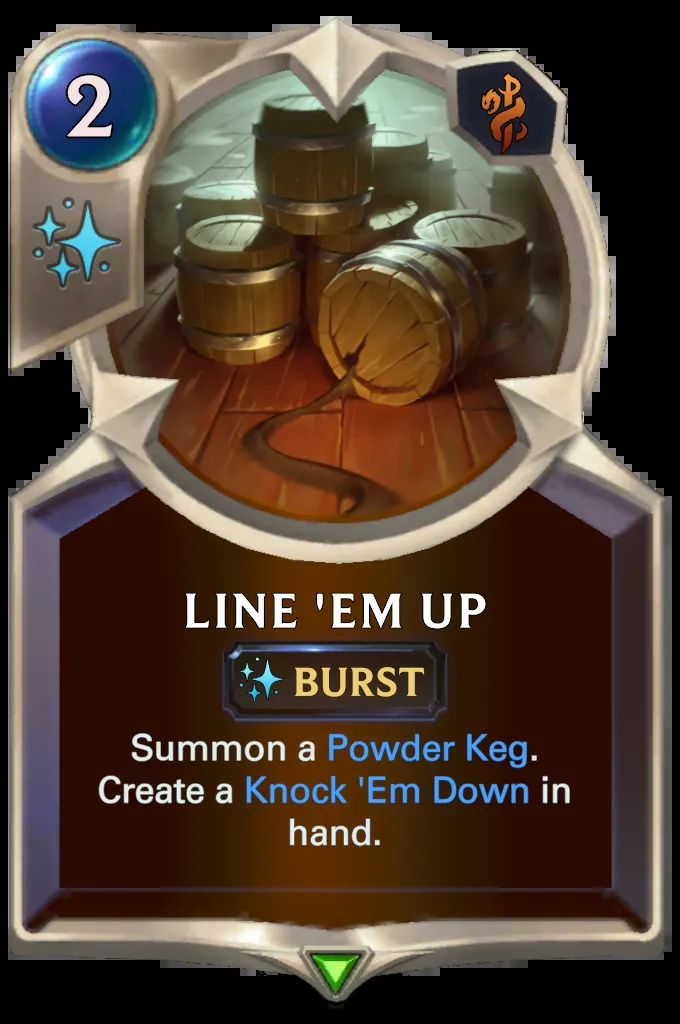 2
LINE 'EM UP
BURST
Summon a Powder Keg.
Create a Knock 'Em Down in
hand.